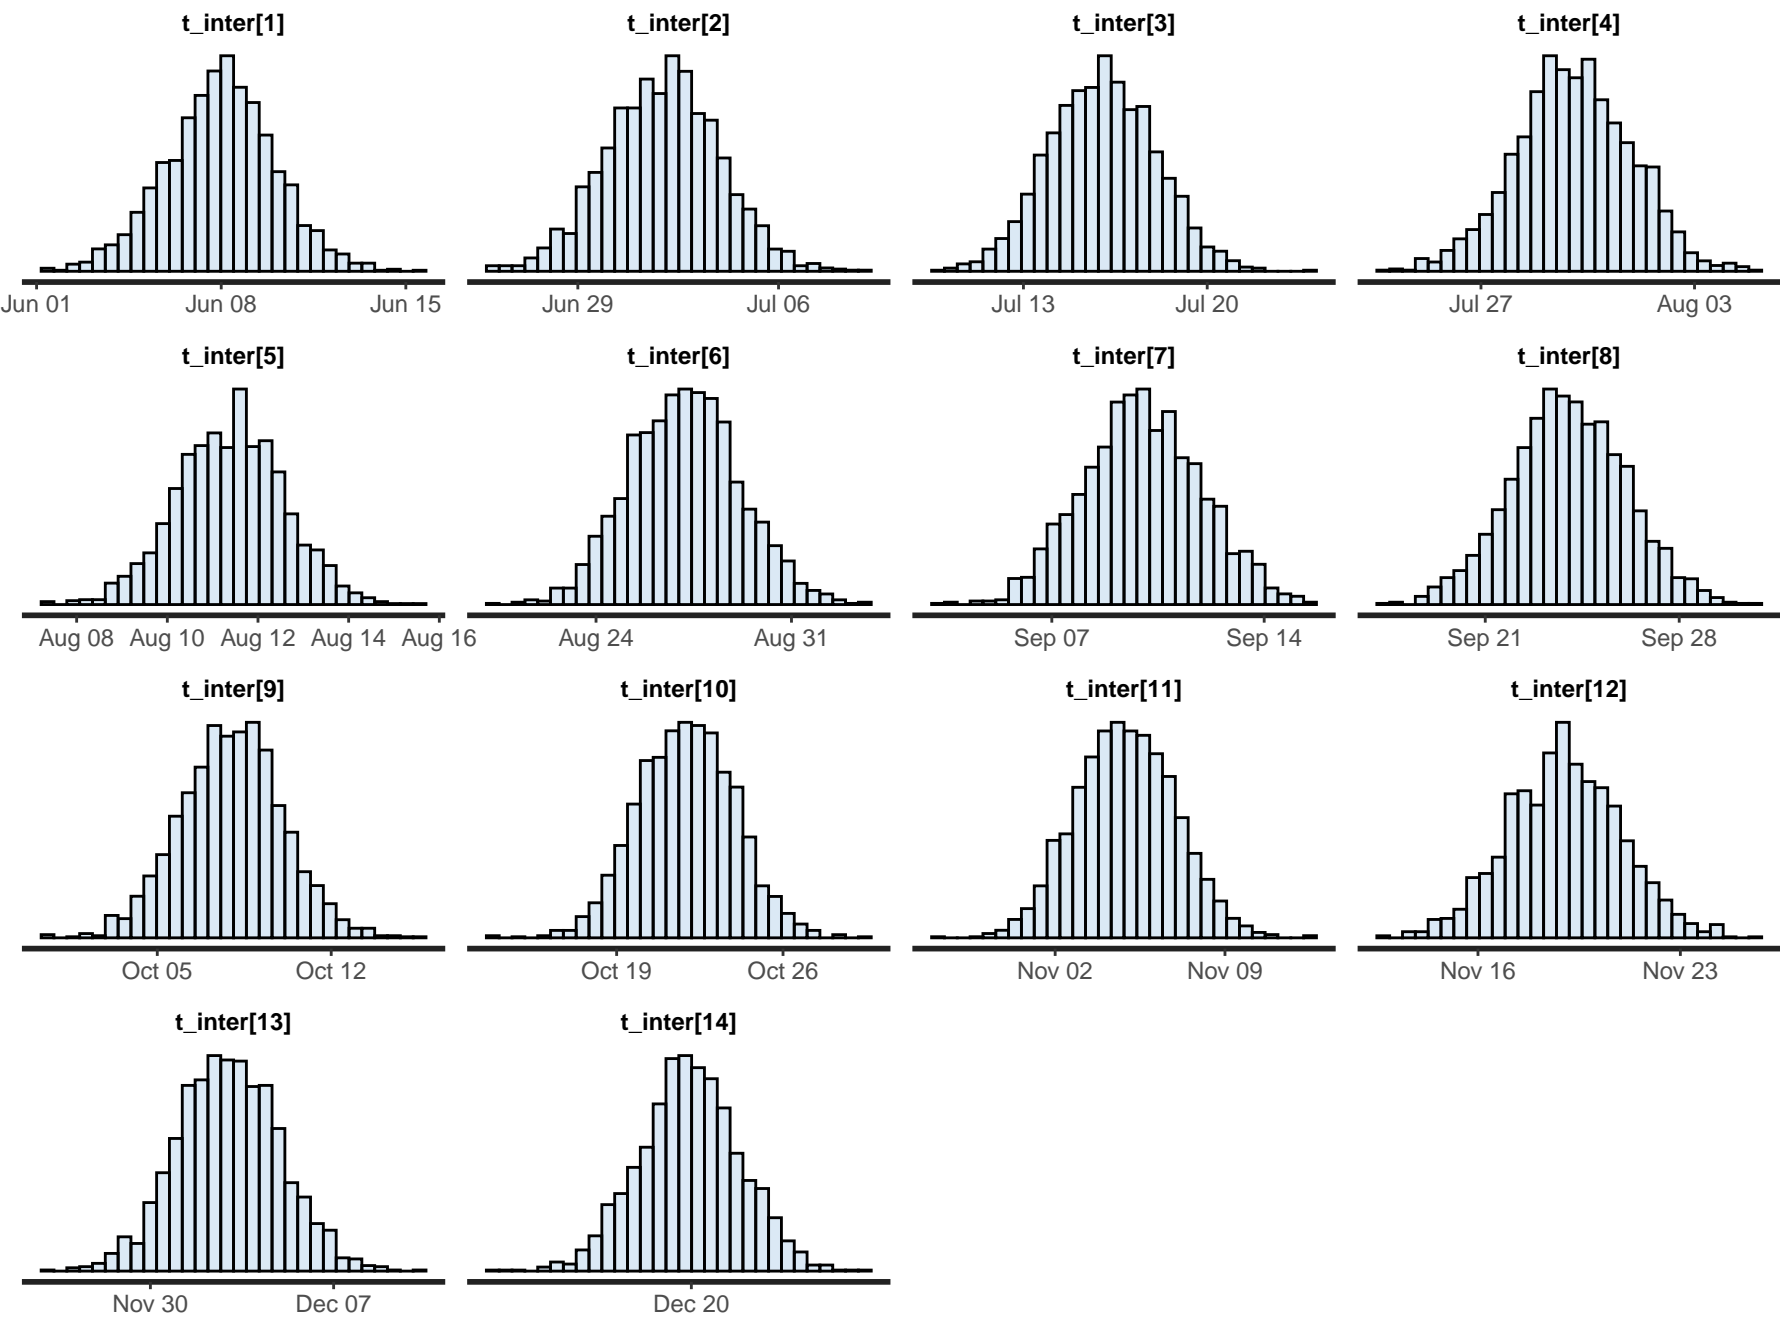 t_inter[1] t_inter[2] t_inter[3] t_inter[4]
Jun 01 Jun 08 Jun 15 Jun 29 Jul 06 Jul 13 Jul 20 Jul 27 Aug 03
t_inter[5] t_inter[6] t_inter[7] t_inter[8]
Aug 08 Aug 10 Aug 12 Aug 14 Aug 16 Aug 24 Aug 31 Sep 07 Sep 14 Sep 21 Sep 28
t_inter[9] t_inter[10] t_inter[11] t_inter[12]
Oct 05 Oct 12 Oct 19 Oct 26 Nov 02 Nov 09 Nov 16 Nov 23
t_inter[13] t_inter[14]
Nov 30 Dec 07 Dec 20